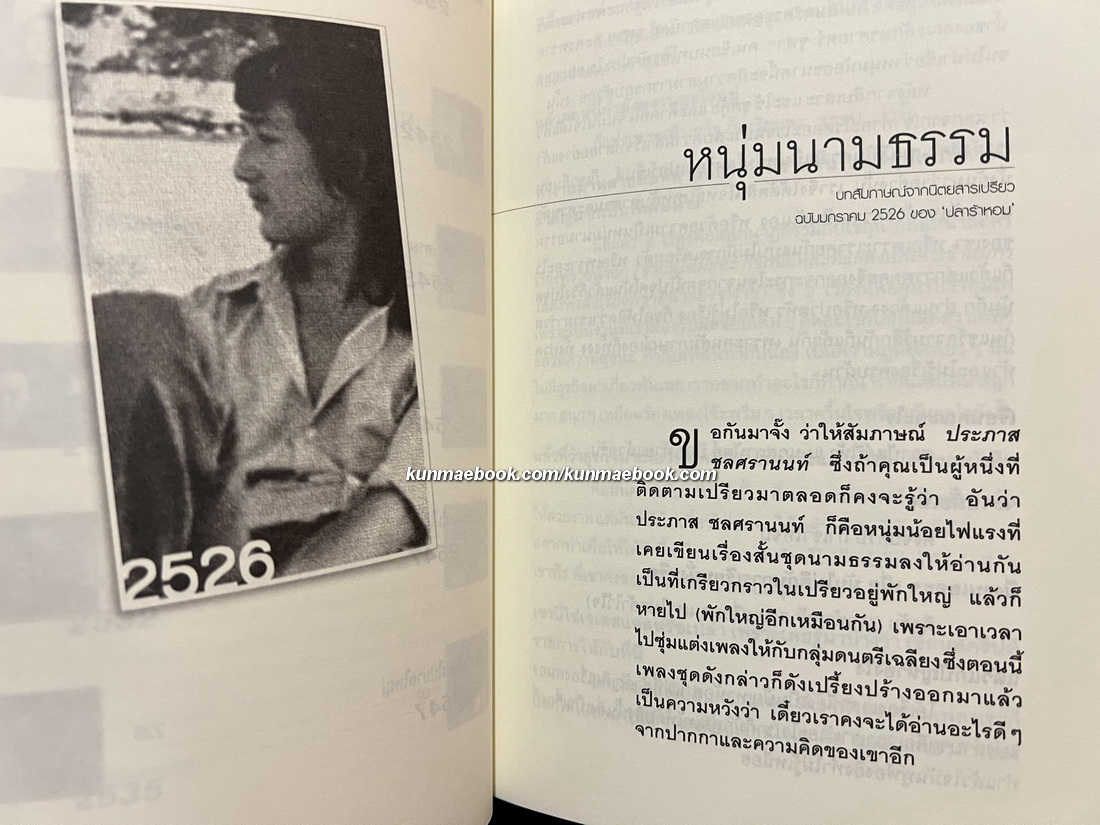 2526
หนุ่มนามธรรม
บทสัมภาษณ์จากนิตยสารเปรียว
ฉบับมกราคม 2526 ของ ‘ปลาร้าหอม’
ขอกันมาจั๊ง ว่าให้สัมภาษณ์ ประภาส
ชลศรานนท์ ซึ่งถ้าคุณเป็นผู้หนึ่งที่
kunmaebook.com/kunmaebook.com
ติดตามเปรียวมาตลอดก็คงจะรู้ว่า อันว่า
ประภาส ชลศรานนท์ ก็คือหนุ่มน้อยไฟแรงที่
เคยเขียนเรื่องสั้นชุดนามธรรมลงให้อ่านกัน
เป็นที่เกรียวกราวในเปรียวอยู่พักใหญ่ แล้วก็
หายไป (พักใหญ่อีกเหมือนกัน) เพราะเอาเวลา
ไปซุ่มแต่งเพลงให้กับกลุ่มดนตรีเฉลียงซึ่งตอนนี้
เพลงชุดดังกล่าวก็ดังเปรี้ยงปร้างออกมาแล้ว
เป็นความหวังว่า เดี๋ยวเราคงจะได้อ่านอะไรดีๆ
จากปากกาและความคิดของเขาอีก